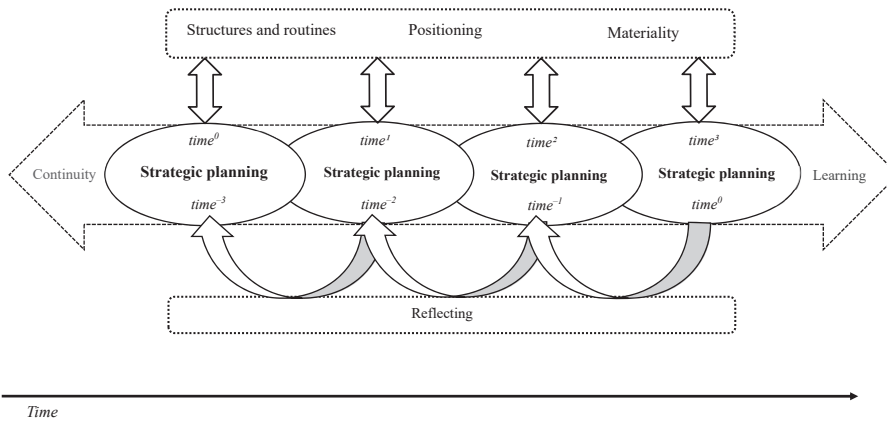 Structures and routines Positioning Materiality
time⁰ time¹ time² time³
Continuity Strategic planning Strategic planning Strategic planning Strategic planning Learning
time⁻³ time⁻² time⁻¹ time⁰
Reflecting
Time